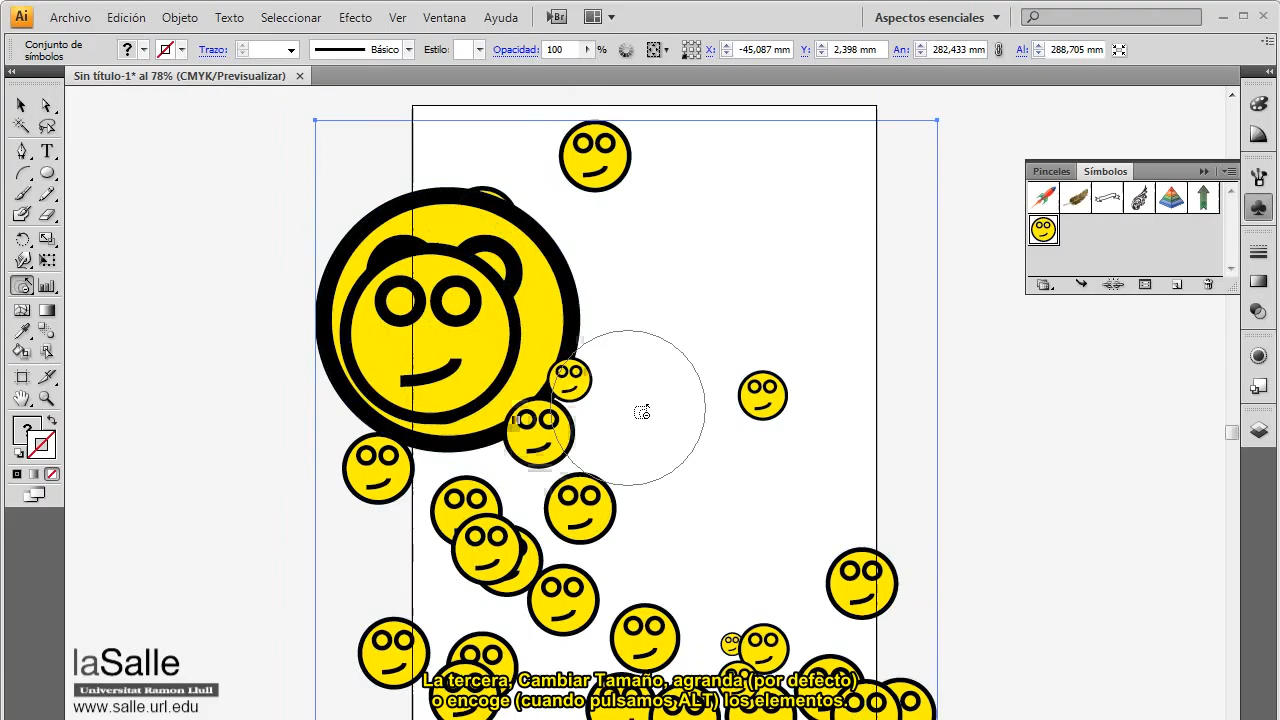 Ai Archivo Edición Objeto Texto Seleccionar Efecto Ver Ventana Ayuda Br Aspectos esenciales
Conjunto de símbolos
? Trazo: Básico Estilo: Opacidad: 100 % X: -45,087 mm Y: 2,398 mm An: 282,433 mm Al: 288,705 mm
Sin título-1* al 78% (CMYK/Previsualizar)
Pinceles Símbolos
T
?
laSalle
Universitat Ramon Llull
www.salle.url.edu
La tercera, Cambiar Tamaño, agranda (por defecto)
o encoge (cuando pulsamos ALT) los elementos.